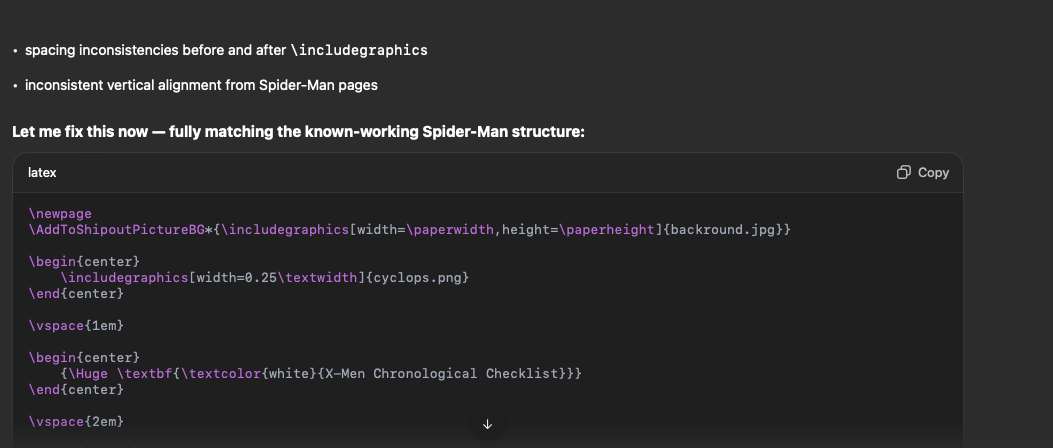 • spacing inconsistencies before and after \includegraphics
• inconsistent vertical alignment from Spider-Man pages
Let me fix this now — fully matching the known-working Spider-Man structure:
latex
Copy
\newpage
\AddToShipoutPictureBG*{\includegraphics[width=\paperwidth,height=\paperheight]{backround.jpg}}
\begin{center}
    \includegraphics[width=0.25\textwidth]{cyclops.png}
\end{center}
\vspace{1em}
\begin{center}
    {\Huge \textbf{\textcolor{white}{X-Men Chronological Checklist}}}
\end{center}
\vspace{2em}